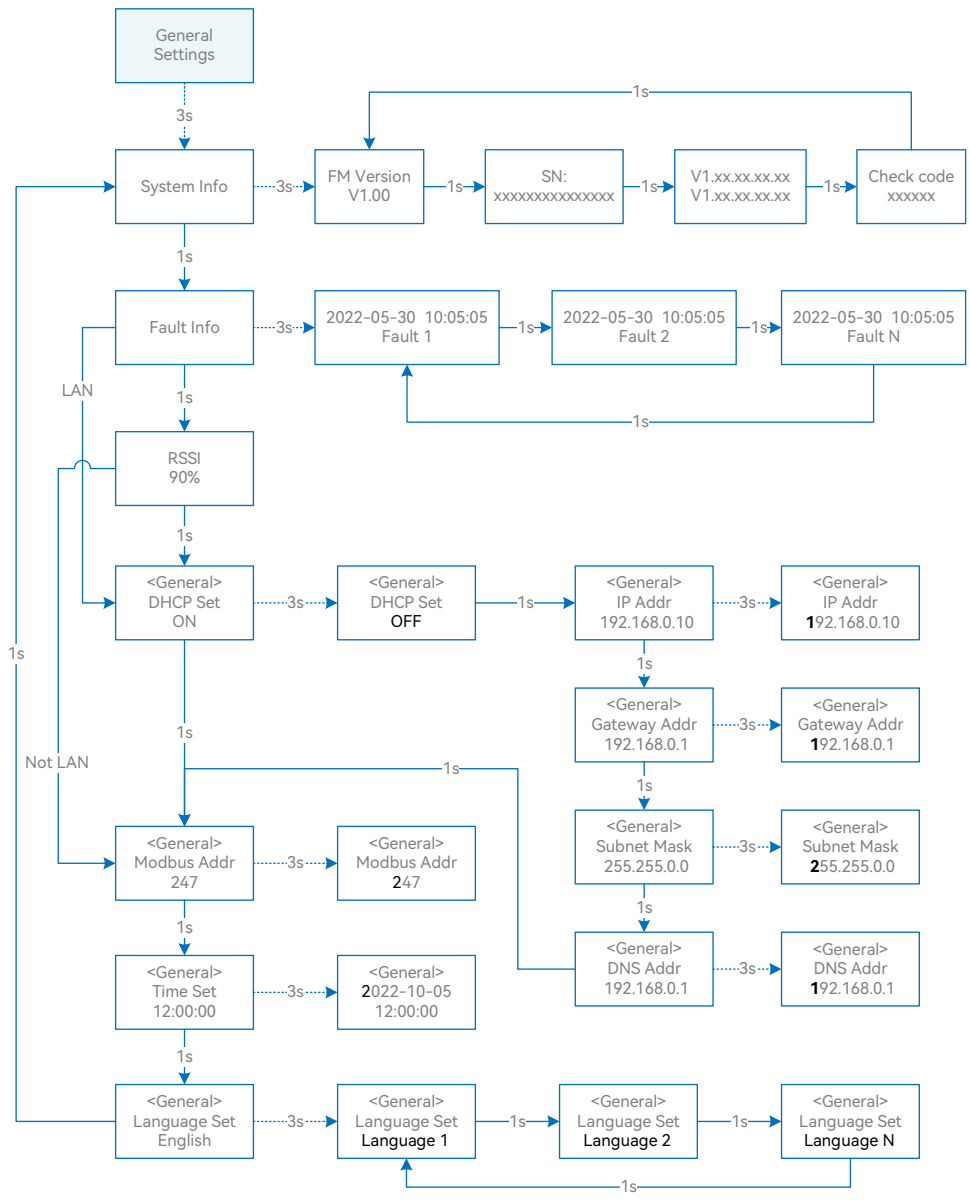 General
Settings
3s
1s
System Info
3s
FM Version
V1.00
1s
SN:
xxxxxxxxxxxxxxx
1s
V1.xx.xx.xx.xx
V1.xx.xx.xx.xx
1s
Check code
xxxxxx
1s
Fault Info
3s
2022-05-30 10:05:05
Fault 1
1s
2022-05-30 10:05:05
Fault 2
1s
2022-05-30 10:05:05
Fault N
LAN
1s
1s
RSSI
90%
1s
<General>
DHCP Set
ON
3s
<General>
DHCP Set
OFF
1s
<General>
IP Addr
192.168.0.10
3s
<General>
IP Addr
192.168.0.10
1s
1s
<General>
Gateway Addr
192.168.0.1
3s
<General>
Gateway Addr
192.168.0.1
1s
Not LAN
1s
1s
<General>
Modbus Addr
247
3s
<General>
Modbus Addr
247
<General>
Subnet Mask
255.255.0.0
3s
<General>
Subnet Mask
255.255.0.0
1s
1s
<General>
Time Set
12:00:00
3s
<General>
2022-10-05
12:00:00
<General>
DNS Addr
192.168.0.1
3s
<General>
DNS Addr
192.168.0.1
1s
<General>
Language Set
English
3s
<General>
Language Set
Language 1
1s
<General>
Language Set
Language 2
1s
<General>
Language Set
Language N
1s